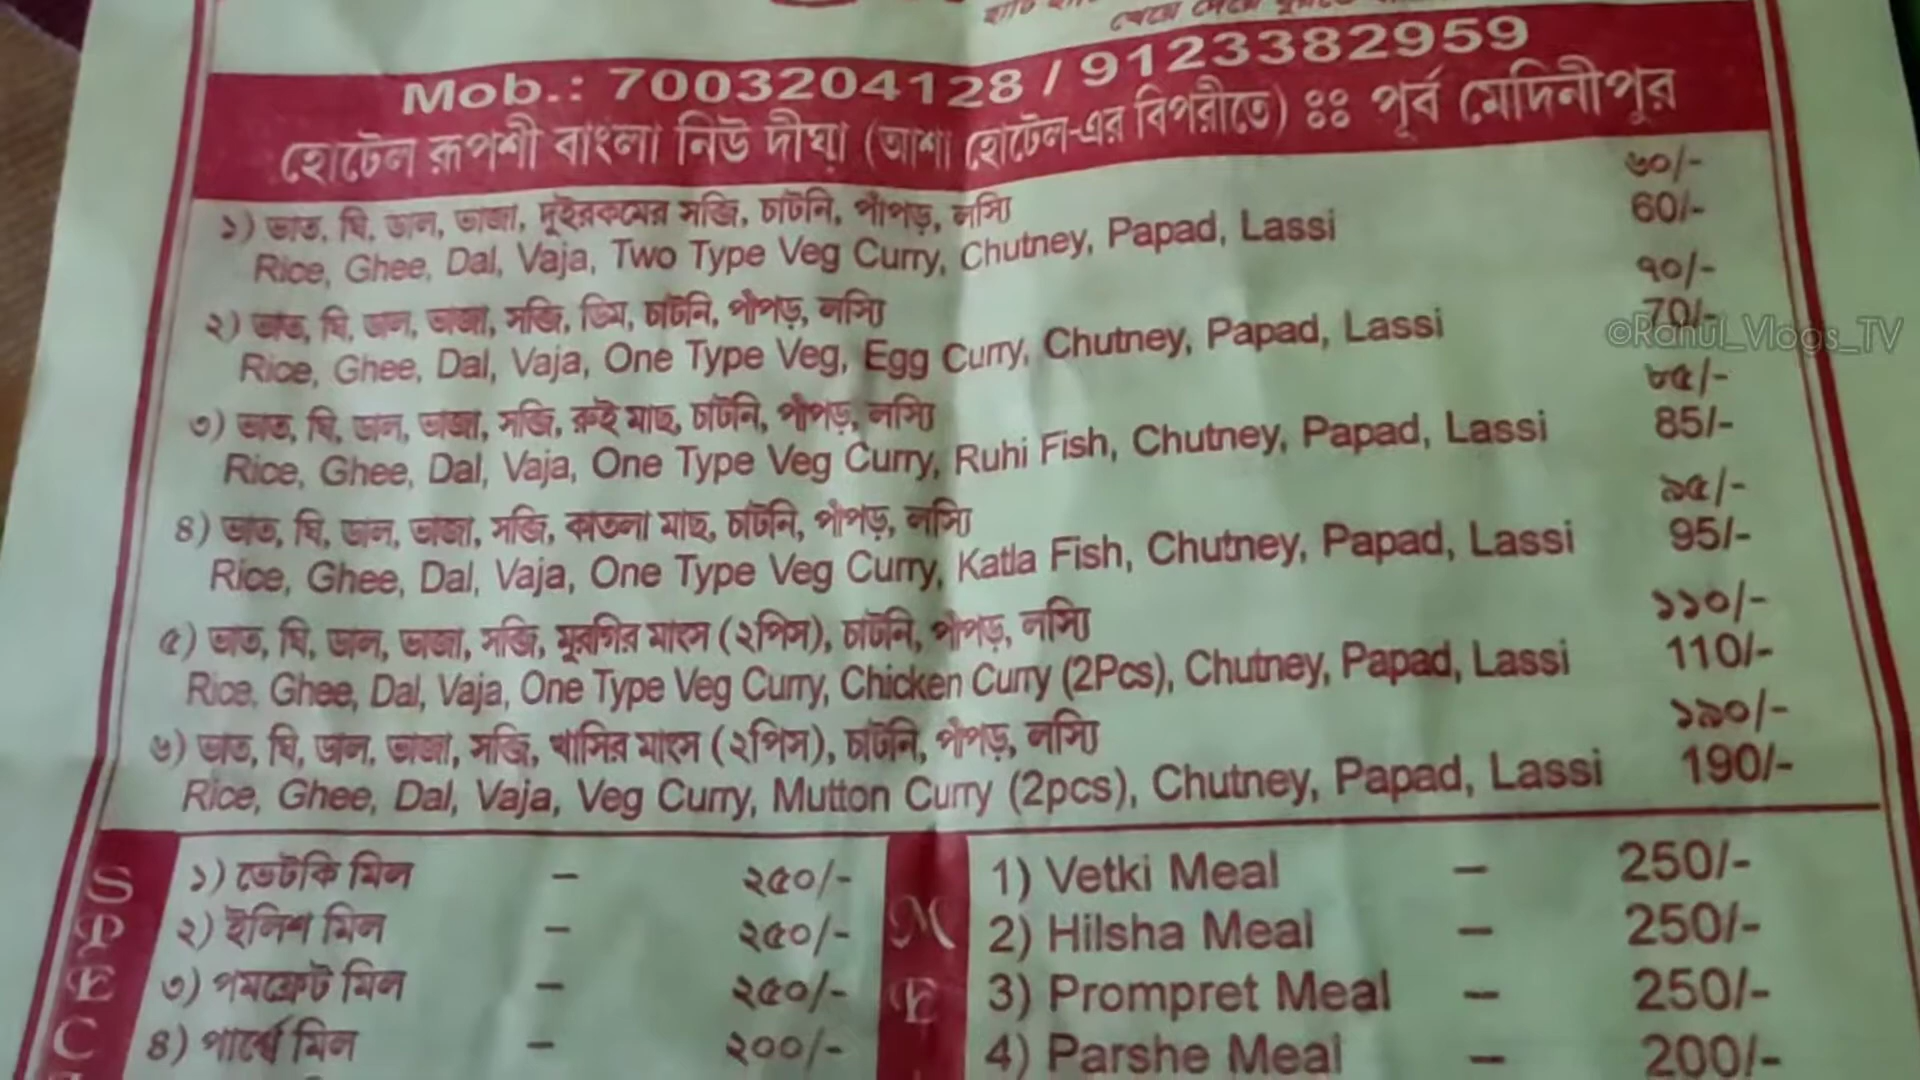 Mob.: 7003204128 / 9123382959
হোটেল রূপশী বাংলা নিউ দীঘা (আশা হোটেল-এর বিপরীতে) ঃঃ পূর্ব মেদিনীপুর
১) ভাত, ঘি, ডাল, ভাজা, দুইরকমের সব্জি, চাটনি, পাঁপড়, লস্যি ৬০/-
Rice, Ghee, Dal, Vaja, Two Type Veg Curry, Chutney, Papad, Lassi 60/-
২) ভাত, ঘি, ডাল, ভাজা, সব্জি, ডিম, চাটনি, পাঁপড়, লস্যি ৭০/-
Rice, Ghee, Dal, Vaja, One Type Veg, Egg Curry, Chutney, Papad, Lassi 70/-
©Rahul_Vlogs_TV
৩) ভাত, ঘি, ডাল, ভাজা, সব্জি, রুই মাছ, চাটনি, পাঁপড়, লস্যি ৮৫/-
Rice, Ghee, Dal, Vaja, One Type Veg Curry, Ruhi Fish, Chutney, Papad, Lassi 85/-
৪) ভাত, ঘি, ডাল, ভাজা, সব্জি, কাতলা মাছ, চাটনি, পাঁপড়, লস্যি ৯৫/-
Rice, Ghee, Dal, Vaja, One Type Veg Curry, Katla Fish, Chutney, Papad, Lassi 95/-
৫) ভাত, ঘি, ডাল, ভাজা, সব্জি, মুরগির মাংস (২পিস), চাটনি, পাঁপড়, লস্যি ১১০/-
Rice, Ghee, Dal, Vaja, One Type Veg Curry, Chicken Curry (2Pcs), Chutney, Papad, Lassi 110/-
৬) ভাত, ঘি, ডাল, ভাজা, সব্জি, খাসির মাংস (২পিস), চাটনি, পাঁপড়, লস্যি ১৯০/-
Rice, Ghee, Dal, Vaja, Veg Curry, Mutton Curry (2pcs), Chutney, Papad, Lassi 190/-
S
P
E
C
১) ভেটকি মিল – ২৫০/-
২) ইলিশ মিল – ২৫০/-
৩) পমফ্রেট মিল – ২৫০/-
৪) পার্শ্বে মিল – ২০০/-
M
E
1) Vetki Meal – 250/-
2) Hilsha Meal – 250/-
3) Prompret Meal – 250/-
4) Parshe Meal – 200/-